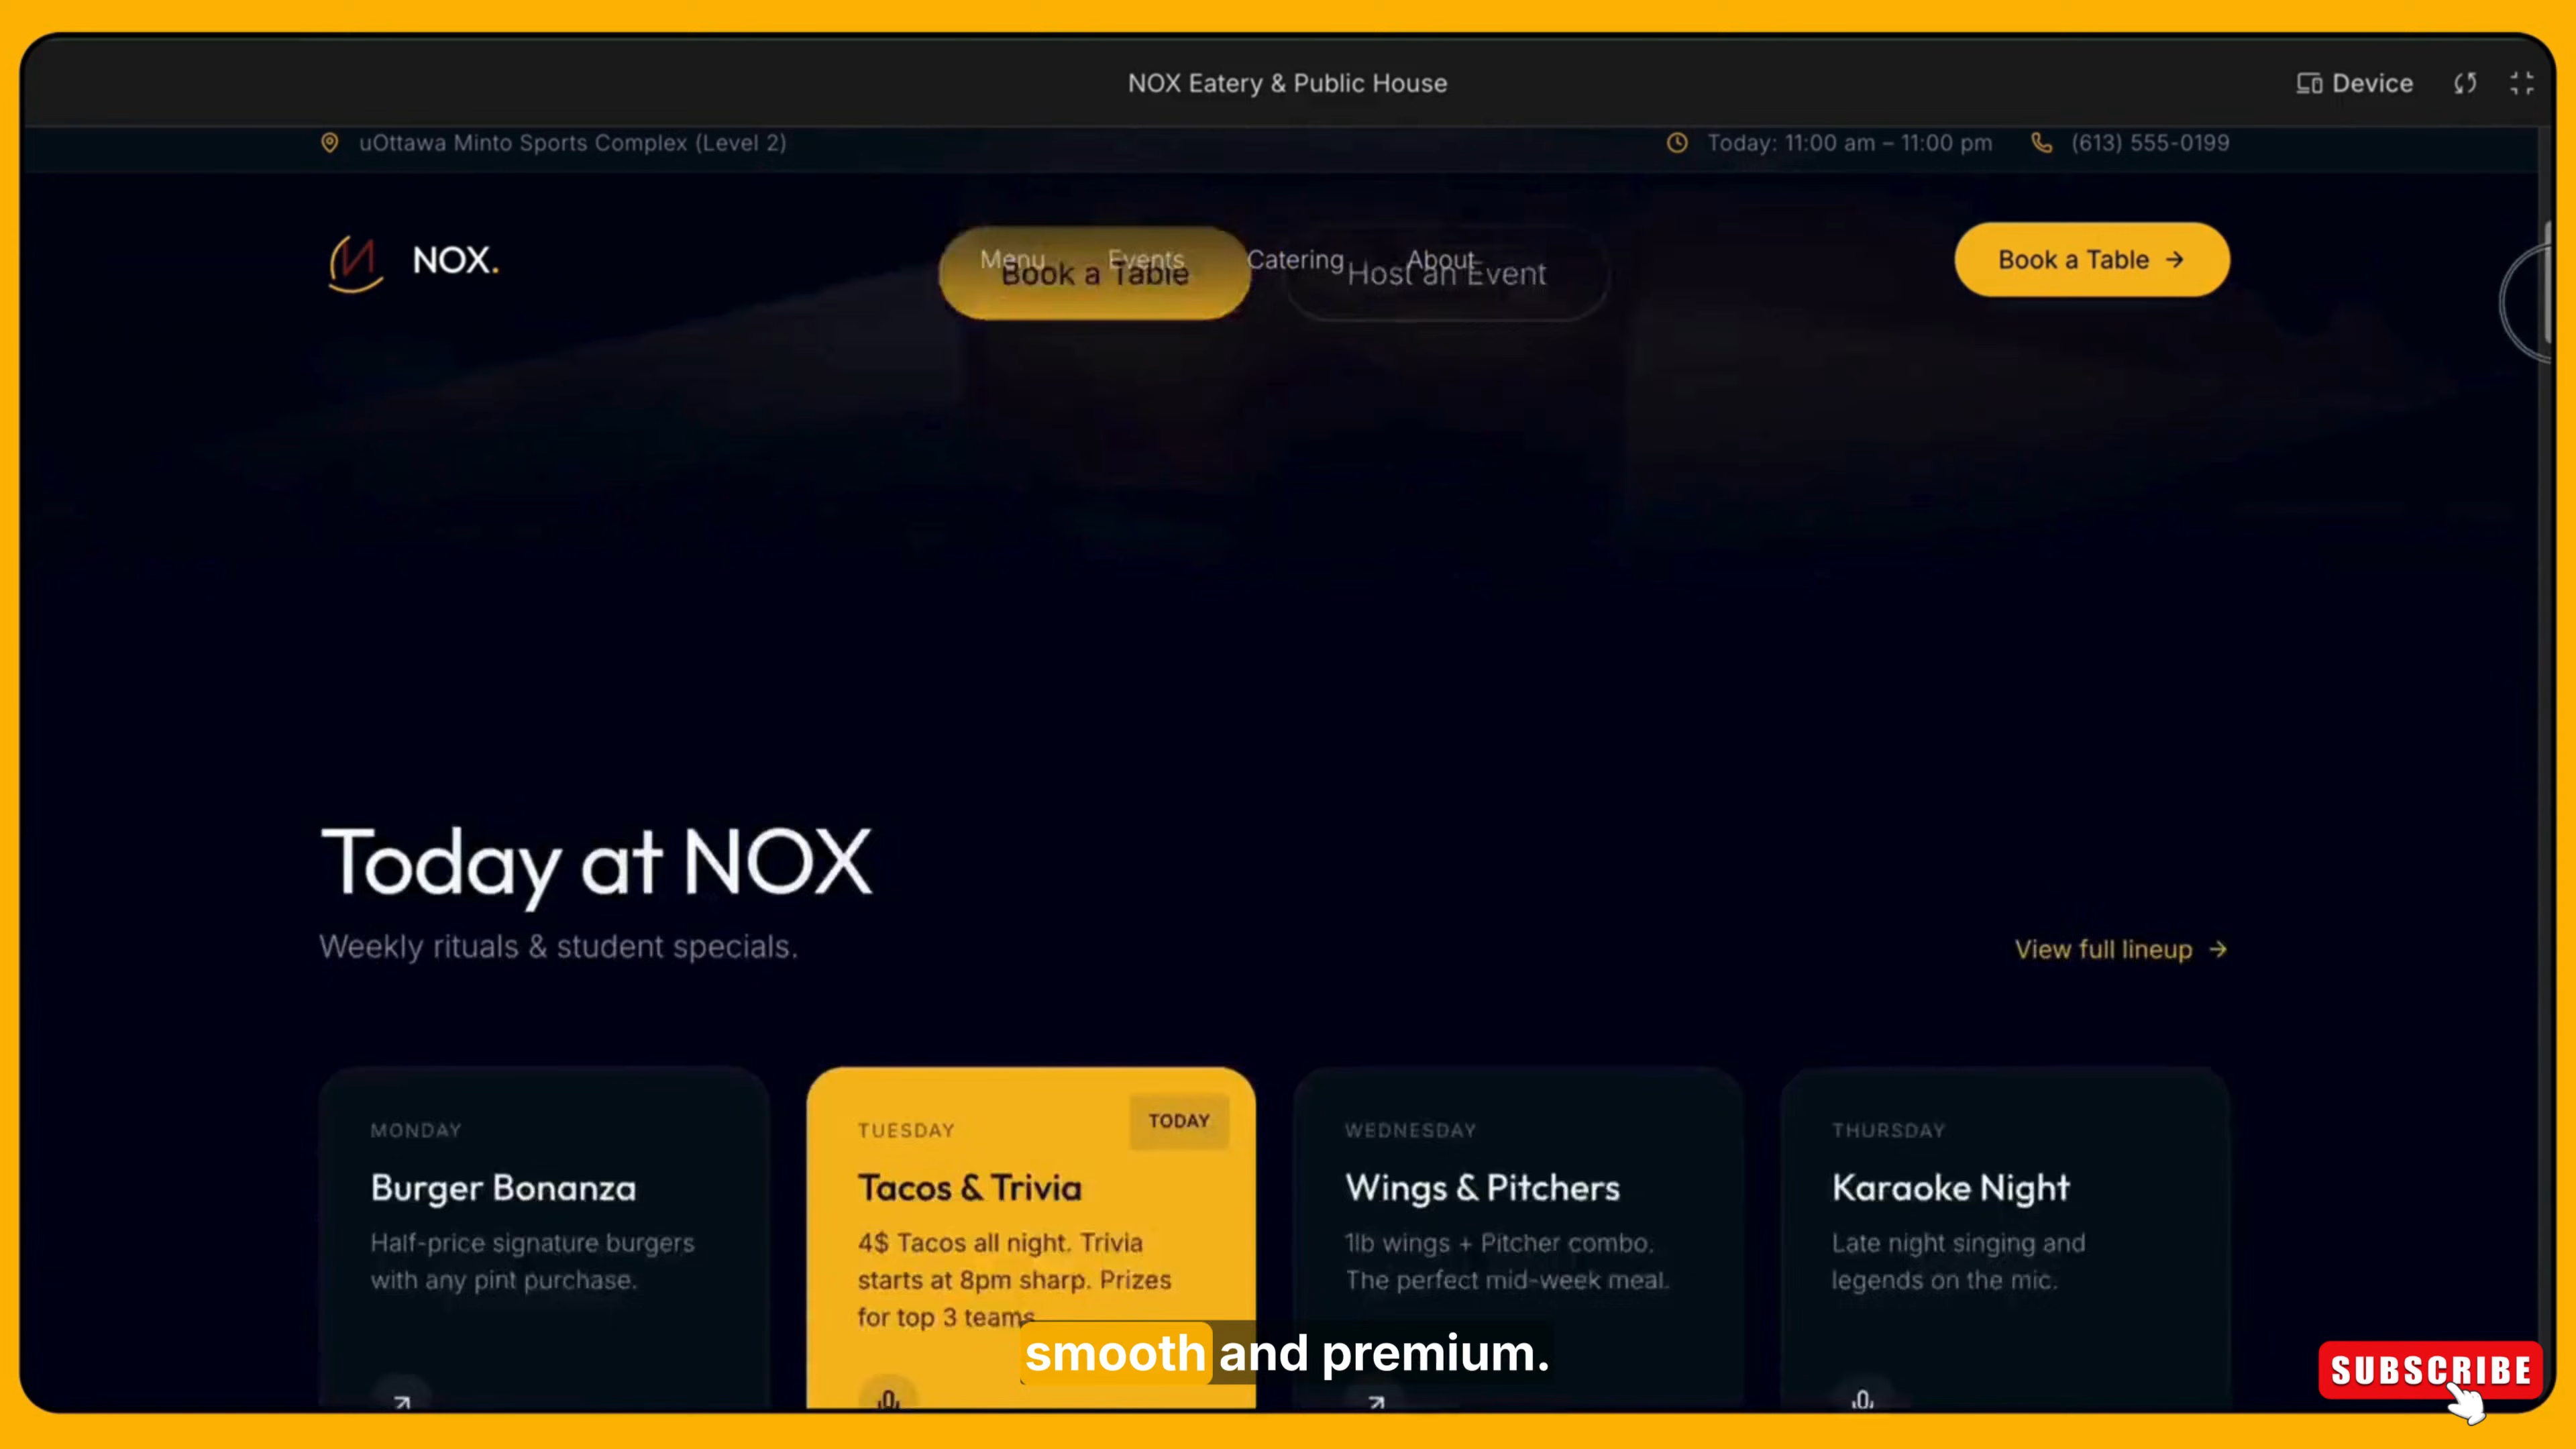 NOX Eatery & Public House
Device
uOttawa Minto Sports Complex (Level 2)
Today: 11:00 am – 11:00 pm
(613) 555-0199
NOX.
Menu
Events
Catering
About
Book a Table
Host an Event
Book a Table →
Today at NOX
Weekly rituals & student specials.
View full lineup →
MONDAY
Burger Bonanza
Half-price signature burgers
with any pint purchase.
TUESDAY
TODAY
Tacos & Trivia
4$ Tacos all night. Trivia
starts at 8pm sharp. Prizes
for top 3 teams
WEDNESDAY
Wings & Pitchers
1lb wings + Pitcher combo.
The perfect mid-week meal.
THURSDAY
Karaoke Night
Late night singing and
legends on the mic.
smooth and premium.
SUBSCRIBE